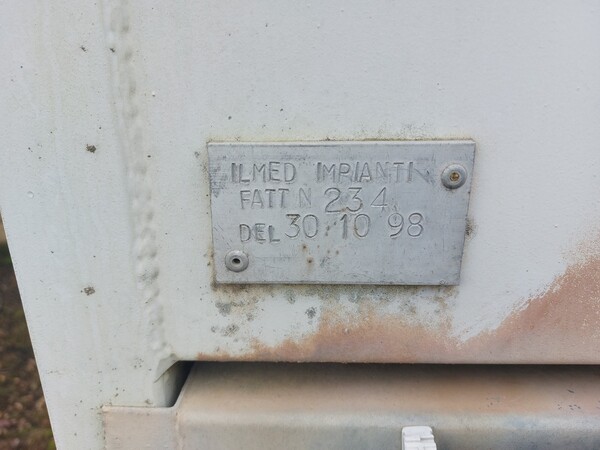 ILMED IMPIANTI
FATT N 234
DEL 30.10 98